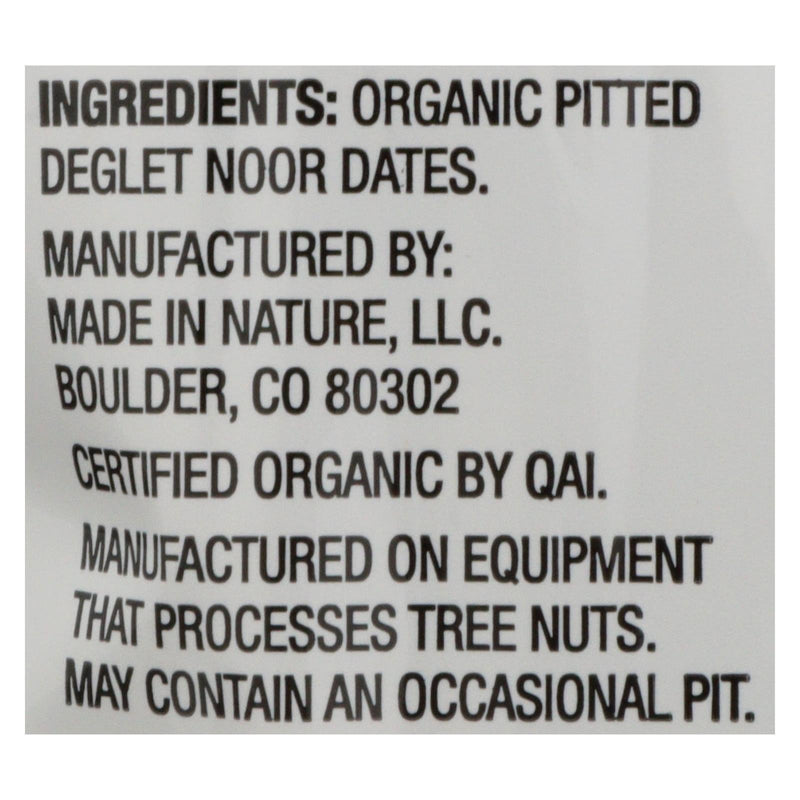 INGREDIENTS: ORGANIC PITTED
DEGLET NOOR DATES.
MANUFACTURED BY:
MADE IN NATURE, LLC.
BOULDER, CO 80302
CERTIFIED ORGANIC BY QAI.
MANUFACTURED ON EQUIPMENT
THAT PROCESSES TREE NUTS.
MAY CONTAIN AN OCCASIONAL PIT.